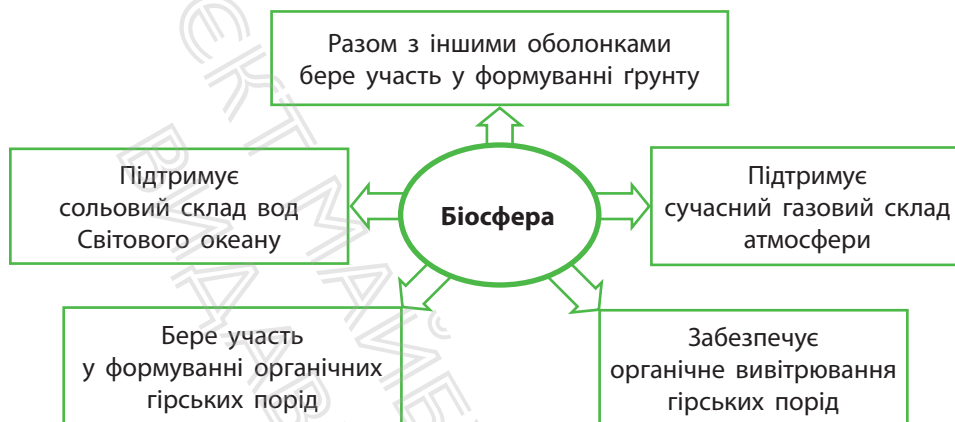 Разом з іншими оболонками
бере участь у формуванні ґрунту
Підтримує
сольовий склад вод
Світового океану
Біосфера
Підтримує
сучасний газовий склад
атмосфери
Бере участь
у формуванні органічних
гірських порід
Забезпечує
органічне вивітрювання
гірських порід